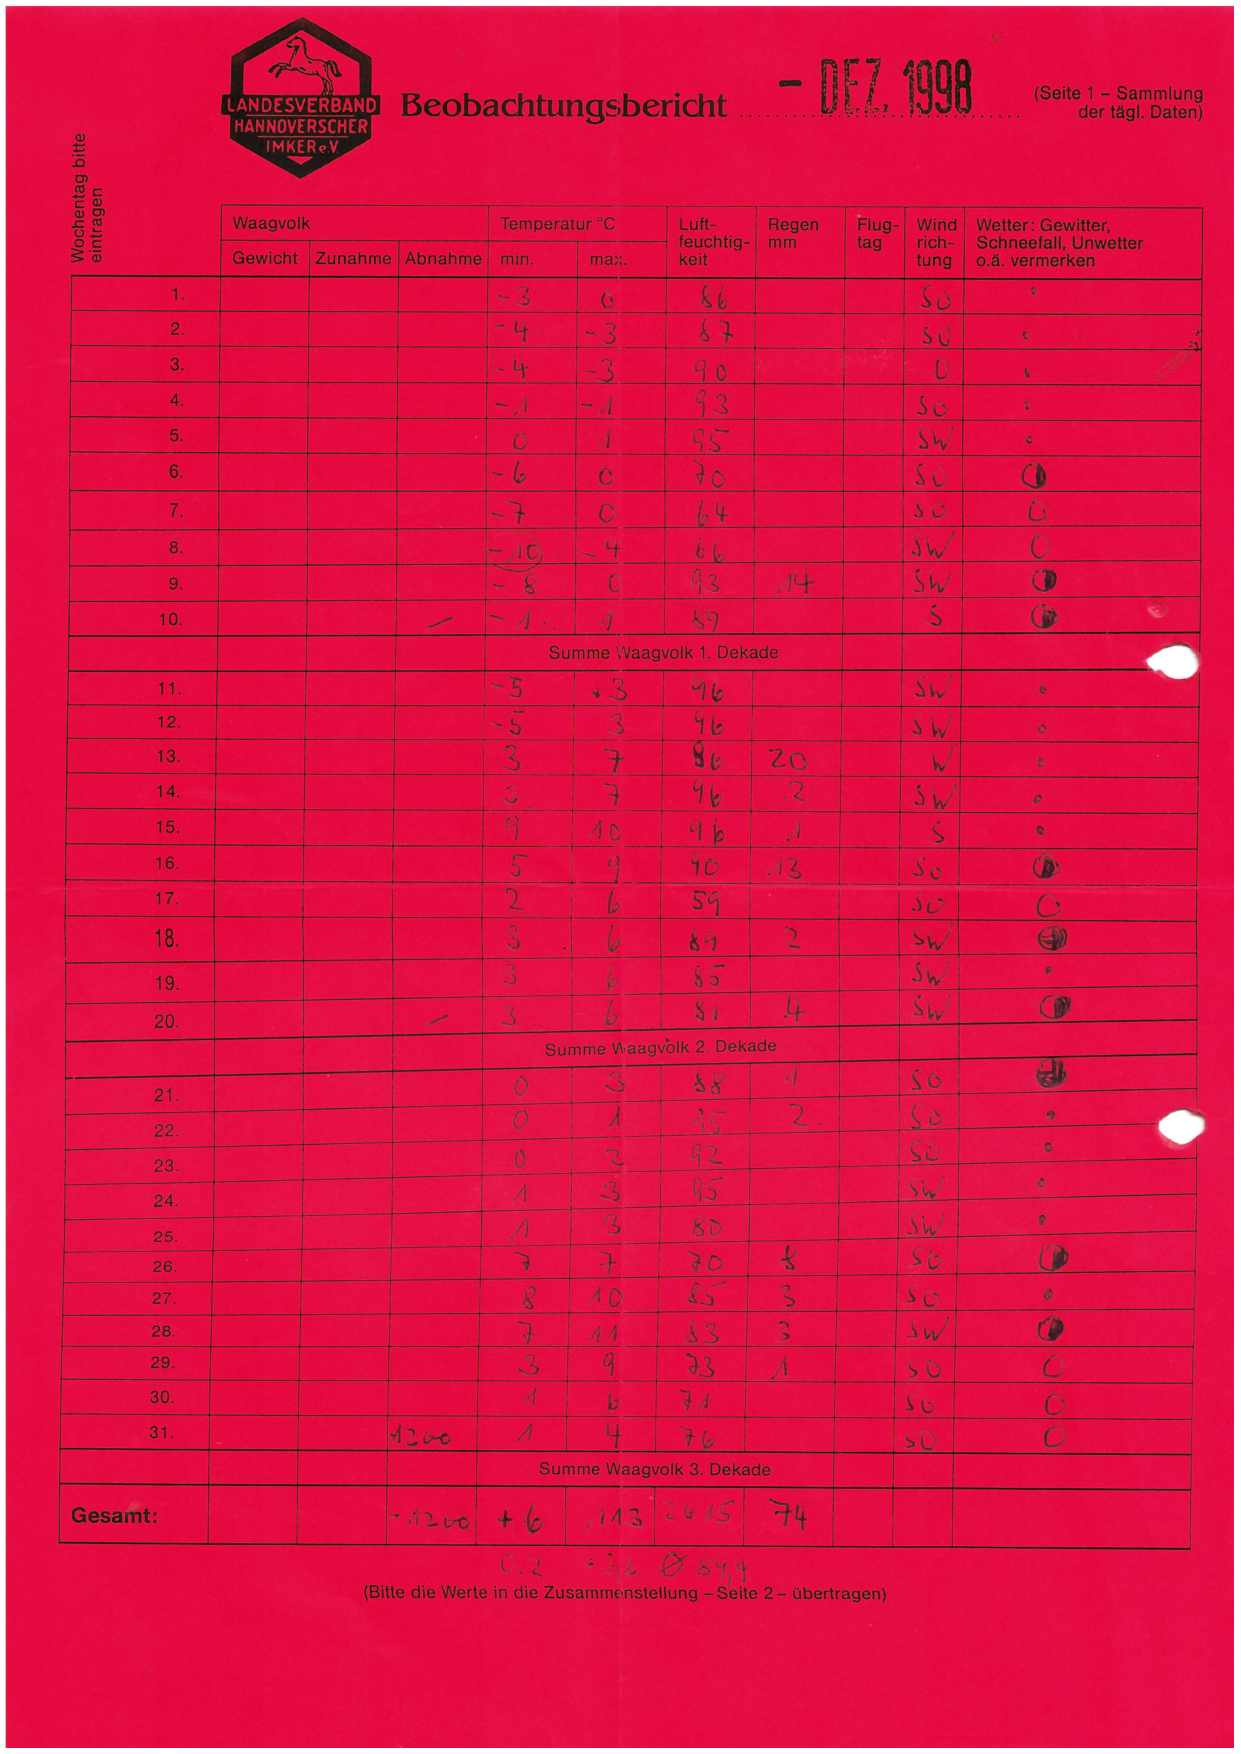 LANDESVERBAND
HANNOVERSCHER
IMKER e.V.
Beobachtungsbericht - DEZ. 1998
(Seite 1 – Sammlung
der tägl. Daten)
Wochentag bitte
eintragen
Waagvolk Temperatur °C Luft-
feuchtig-
keit Regen
mm Flug-
tag Wind
rich-
tung Wetter: Gewitter,
Schneefall, Unwetter
o.ä. vermerken
Gewicht Zunahme Abnahme min. max.
1. -3 0 86 SO
2. -4 -3 87 SO
3. -4 -3 90 O
4. -1 -1 93 SO
5. 0 1 95 SW
6. -6 0 70 SO
7. -7 0 64 SO
8. -10 -4 66 SW
9. -8 0 93 14 SW
10. – -1 1 89 S
Summe Waagvolk 1. Dekade
11. -5 +3 96 SW
12. -5 3 96 SW
13. 3 7 86 20 W
14. 7 96 2 SW
15. 9 10 96 1 S
16. 5 9 90 13 SO
17. 2 6 59 SO
18. 3 6 89 2 SW
19. 3 6 85 SW
20. – 3 6 81 4 SW
Summe Waagvolk 2. Dekade
21. 0 3 88 1 SO
22. 0 1 95 2 SO
23. 0 2 92 SO
24. 1 3 95 SW
25. 1 3 80 SW
26. 7 7 70 8 SO
27. 8 10 85 3 SO
28. 7 11 83 3 SW
29. 3 9 73 1 SO
30. 1 6 71 SO
31. 1200 1 4 76 SO
Summe Waagvolk 3. Dekade
Gesamt: -1200 +6 113 2615 74
0.2 Ø 84,4
(Bitte die Werte in die Zusammenstellung – Seite 2 – übertragen)